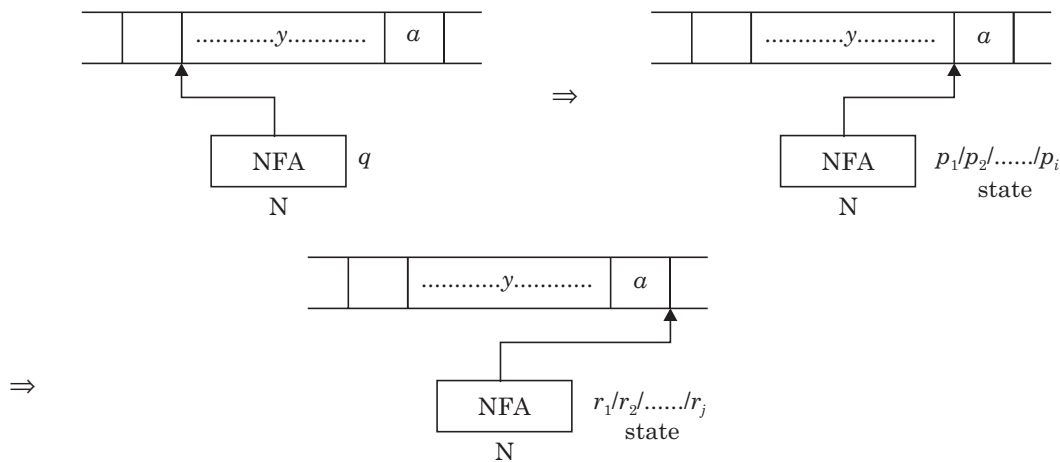 ............y............ a
NFA q
N
⇒
............y............ a
NFA p₁/p₂/....../pᵢ
state
N
⇒
............y............ a
NFA r₁/r₂/....../rⱼ
state
N